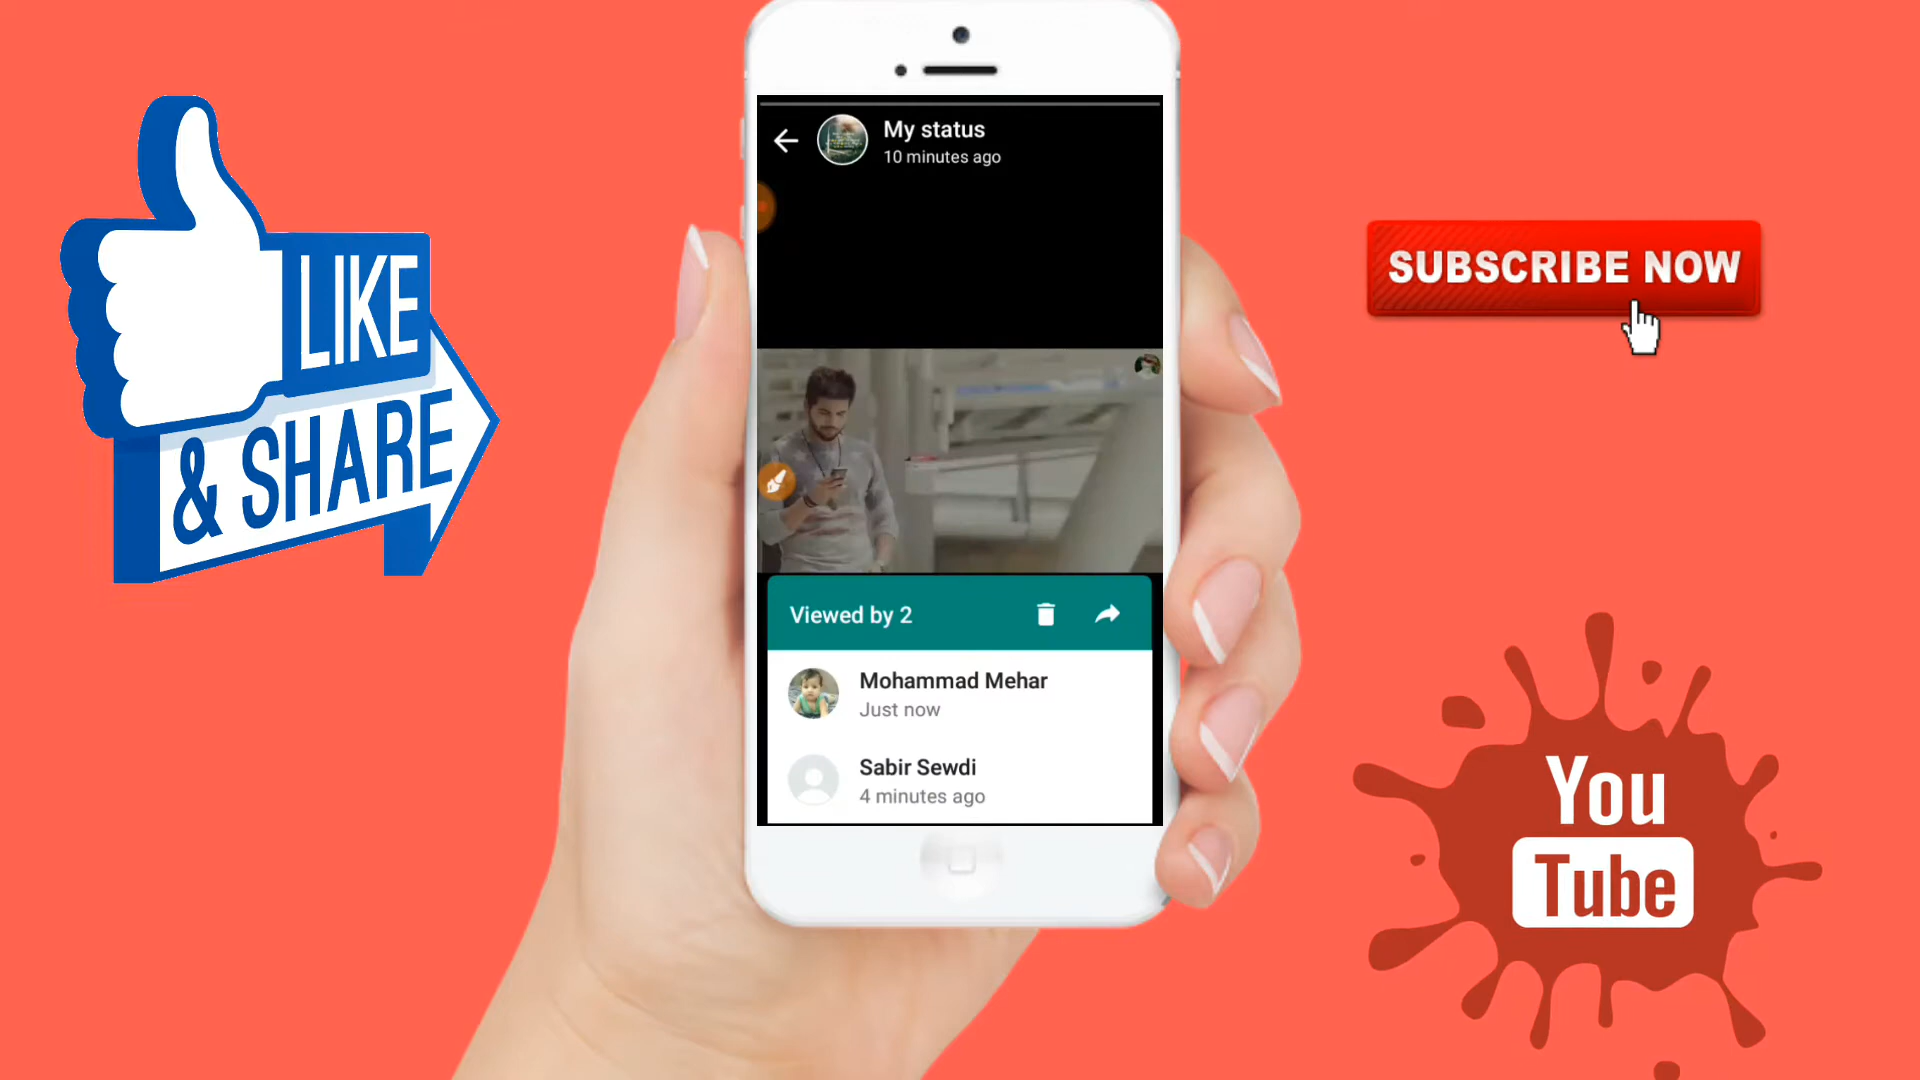 LIKE
& SHARE
My status
10 minutes ago
Viewed by 2
Mohammad Mehar
Just now
Sabir Sewdi
4 minutes ago
SUBSCRIBE NOW
You
Tube